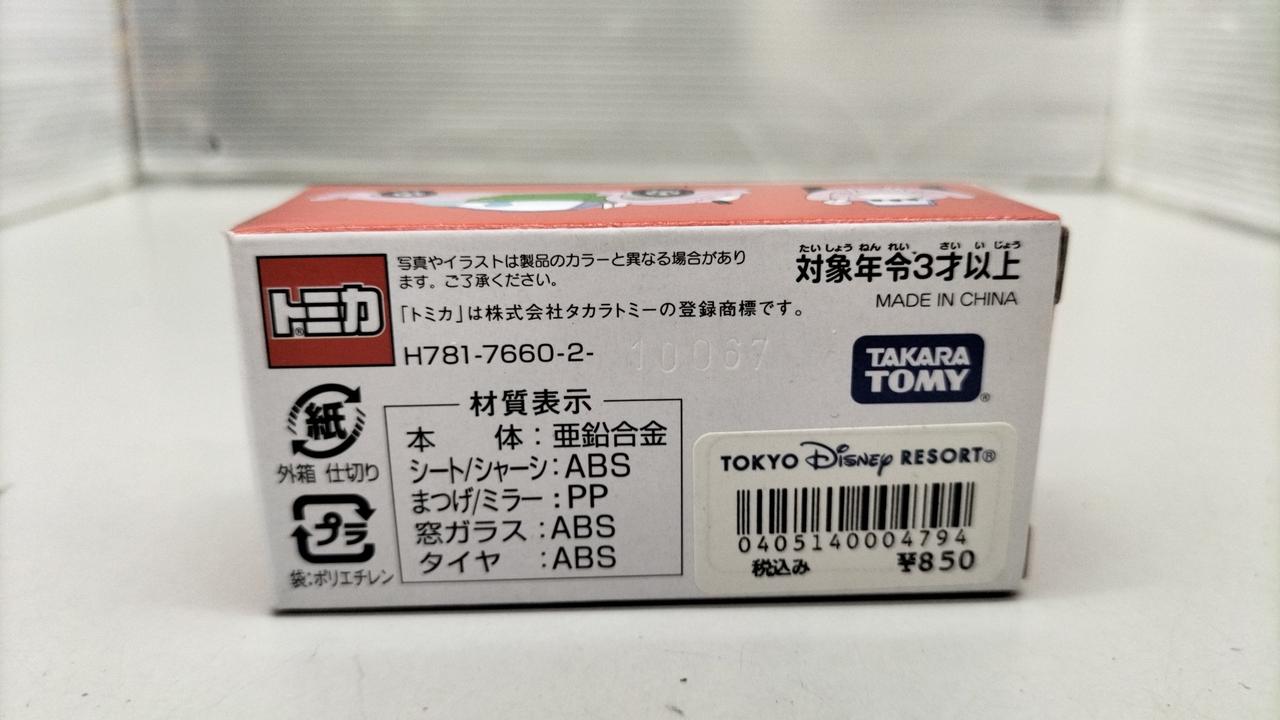 トミカ®
写真やイラストは製品のカラーと異なる場合があり
ます。ご了承ください。
「トミカ」は株式会社タカラトミーの登録商標です。
H781-7660-2-
10067
たいしょう ねん れい さい い じょう
対象年令3才以上
MADE IN CHINA
TAKARA
TOMY®
紙
外箱 仕切り
プラ
袋:ポリエチレン
材質表示
本 体:亜鉛合金
シート/シャーシ:ABS
まつげ/ミラー:PP
窓ガラス:ABS
タイヤ:ABS
TOKYO Disney RESORT®
0405140004794
税込み ¥850